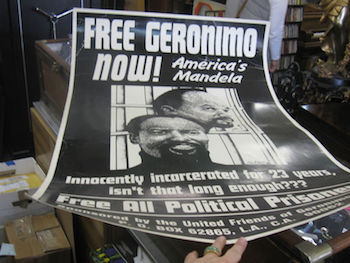 FREE GERONIMO
NOW! America's
Mandela
Innocently incarcerated for 23 years,
isn't that long enough???
Free All Political
Sponsored by the United Friends of
P. O. BOX 62865, L.A., C.A.